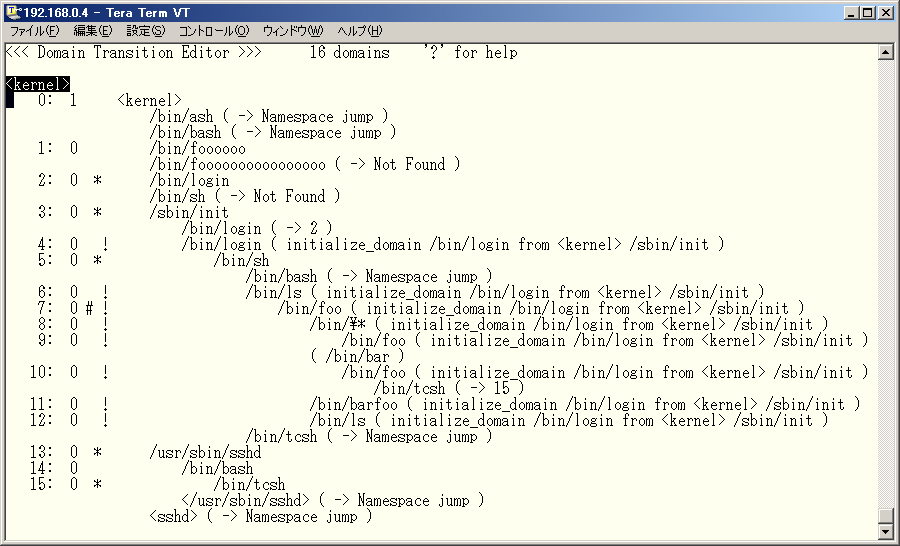 192.168.0.4 - Tera Term VT
ファイル(F) 編集(E) 設定(S) コントロール(O) ウィンドウ(W) ヘルプ(H)
<<< Domain Transition Editor >>>      16 domains    '?' for help
<kernel>
0: 1     <kernel>
/bin/ash ( -> Namespace jump )
/bin/bash ( -> Namespace jump )
1: 0         /bin/foooooo
/bin/foooooooooooooooo ( -> Not Found )
2: 0  *      /bin/login
/bin/sh ( -> Not Found )
3: 0  *      /sbin/init
/bin/login ( -> 2 )
4: 0   !         /bin/login ( initialize_domain /bin/login from <kernel> /sbin/init )
5: 0  *              /bin/sh
/bin/bash ( -> Namespace jump )
6: 0   !                 /bin/ls ( initialize_domain /bin/login from <kernel> /sbin/init )
7: 0 # !                     /bin/foo ( initialize_domain /bin/login from <kernel> /sbin/init )
8: 0   !                         /bin/¥* ( initialize_domain /bin/login from <kernel> /sbin/init )
9: 0   !                             /bin/foo ( initialize_domain /bin/login from <kernel> /sbin/init )
( /bin/bar )
10: 0   !                             /bin/foo ( initialize_domain /bin/login from <kernel> /sbin/init )
/bin/tcsh ( -> 15 )
11: 0   !                         /bin/barfoo ( initialize_domain /bin/login from <kernel> /sbin/init )
12: 0   !                         /bin/ls ( initialize_domain /bin/login from <kernel> /sbin/init )
/bin/tcsh ( -> Namespace jump )
13: 0  *      /usr/sbin/sshd
14: 0             /bin/bash
15: 0  *              /bin/tcsh
</usr/sbin/sshd> ( -> Namespace jump )
<sshd> ( -> Namespace jump )